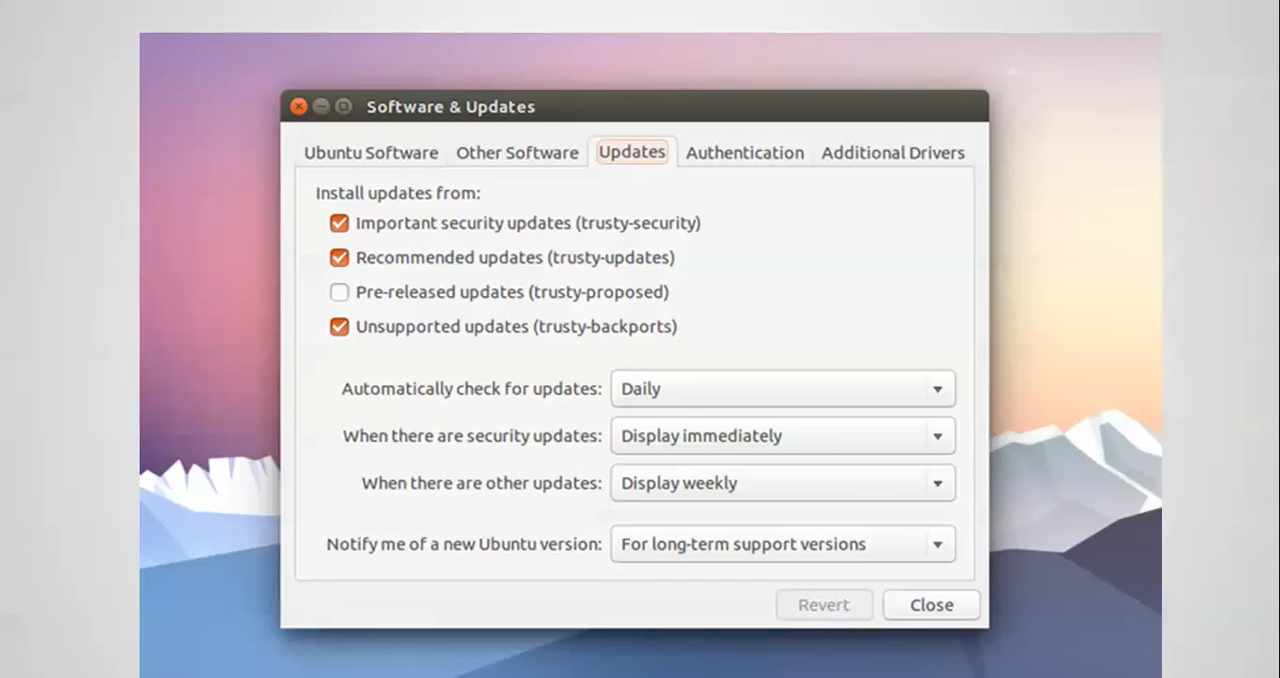 Software & Updates
Ubuntu Software Other Software Updates Authentication Additional Drivers
Install updates from:
Important security updates (trusty-security)
Recommended updates (trusty-updates)
Pre-released updates (trusty-proposed)
Unsupported updates (trusty-backports)
Automatically check for updates: Daily
When there are security updates: Display immediately
When there are other updates: Display weekly
Notify me of a new Ubuntu version: For long-term support versions
Revert Close